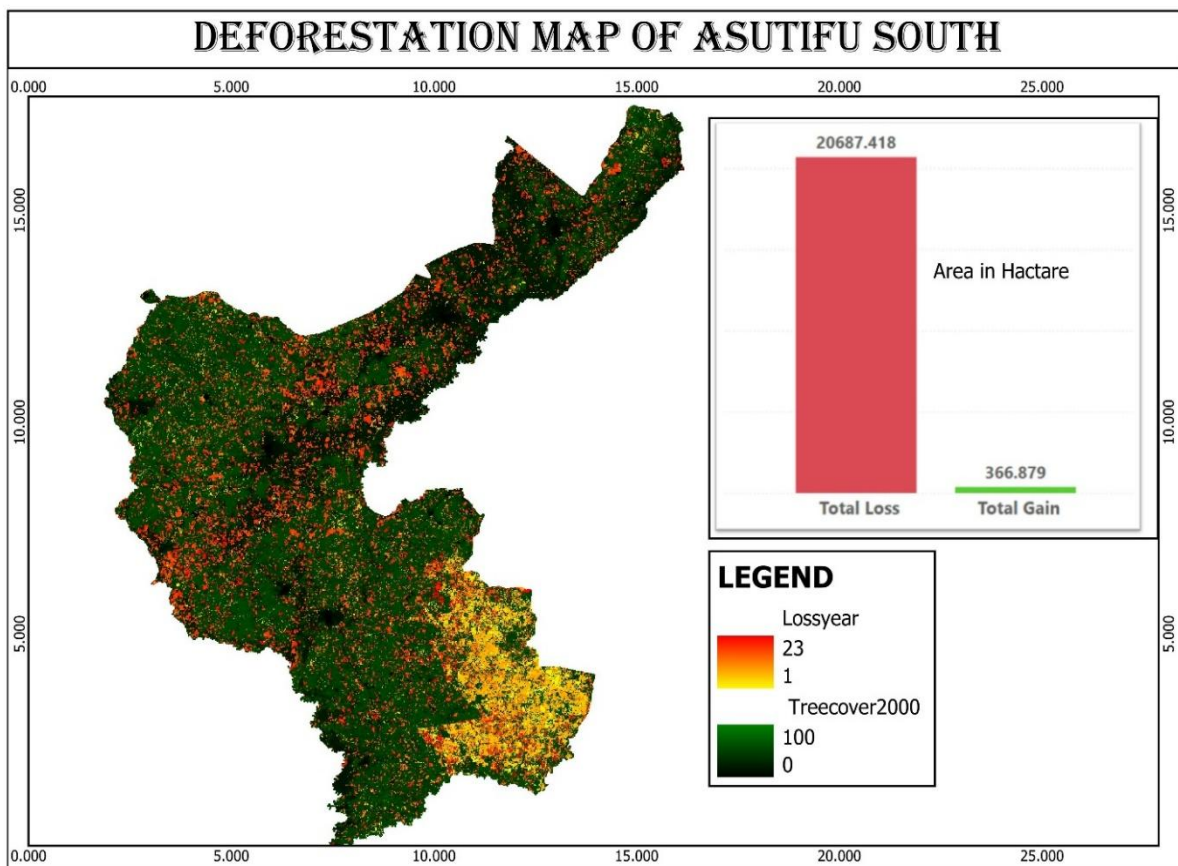 DEFORESTATION MAP OF ASUTIFU SOUTH
0.000 5.000 10.000 15.000 20.000 25.000
15.000
10.000
5.000
20687.418
Area in Hactare
366.879
Total Loss Total Gain
LEGEND
Lossyear
23
1
Treecover2000
100
0
15.000
10.000
5.000
0.000 5.000 10.000 15.000 20.000 25.000